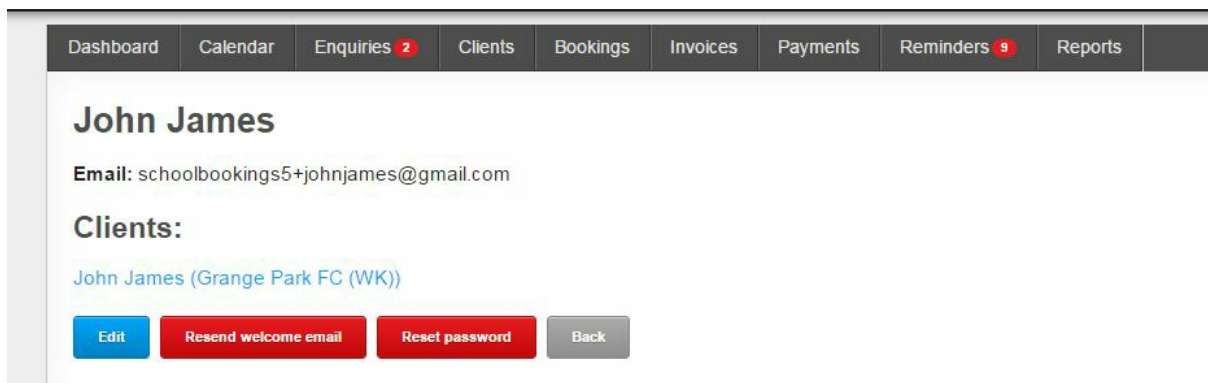 Dashboard Calendar Enquiries 2 Clients Bookings Invoices Payments Reminders 9 Reports
John James
Email: schoolbookings5+johnjames@gmail.com
Clients:
John James (Grange Park FC (WK))
Edit Resend welcome email Reset password Back